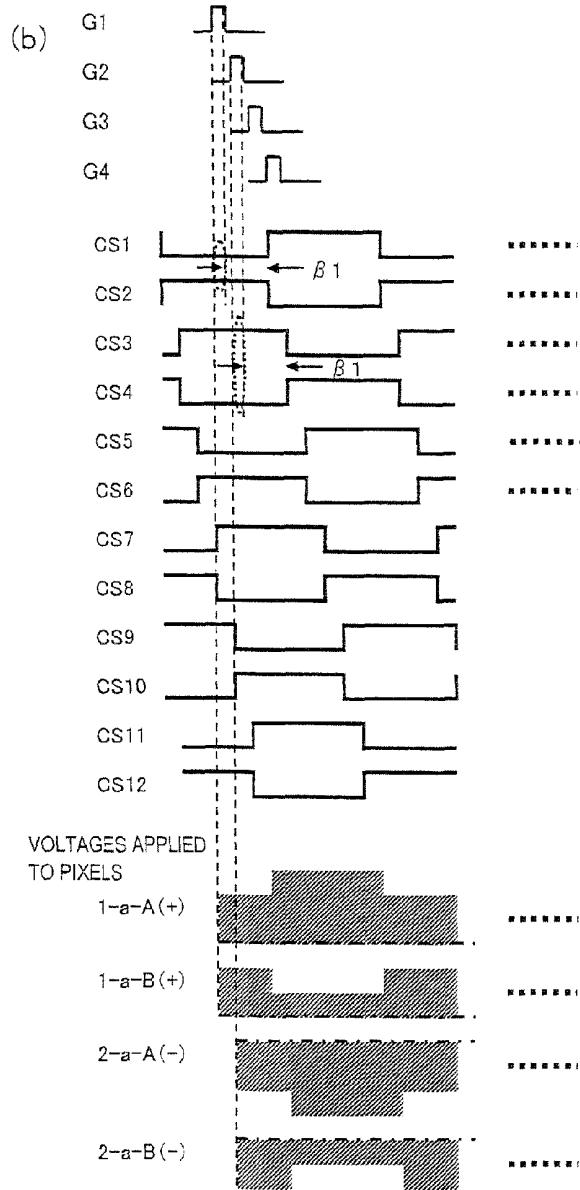 (b)
G1
G2
G3
G4
CS1
β1
CS2
CS3
β1
CS4
CS5
CS6
CS7
CS8
CS9
CS10
CS11
CS12
VOLTAGES APPLIED
TO PIXELS
1-a-A(+)
1-a-B(+)
2-a-A(-)
2-a-B(-)